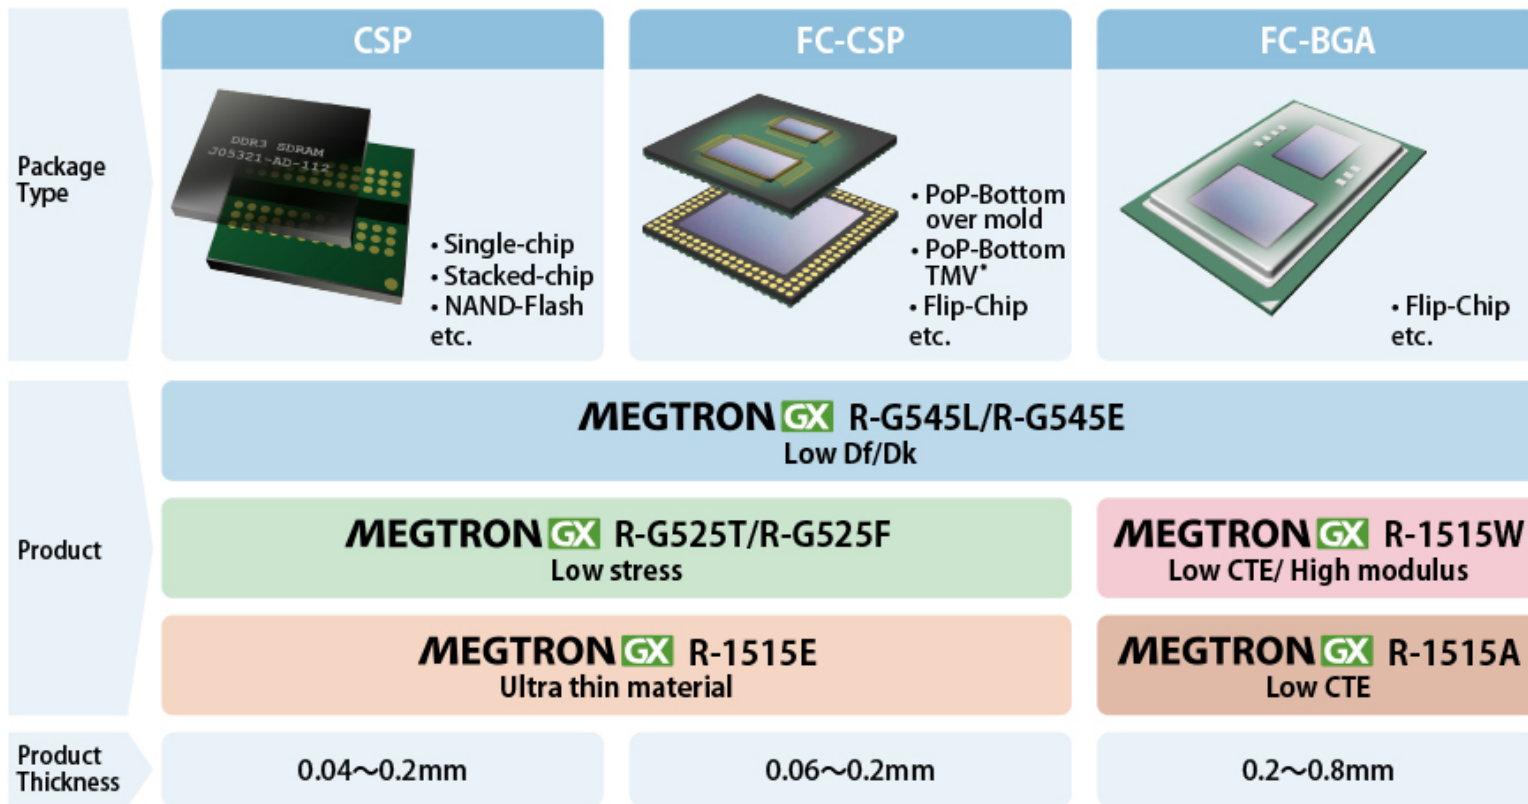 CSP
FC-CSP
FC-BGA
Package
Type
DDR3 SDRAM
J05321-AD-112
• Single-chip
• Stacked-chip
• NAND-Flash
etc.
• PoP-Bottom
over mold
• PoP-Bottom
TMV*
• Flip-Chip
etc.
• Flip-Chip
etc.
Product
MEGTRON GX R-G545L/R-G545E
Low Df/Dk
MEGTRON GX R-G525T/R-G525F
Low stress
MEGTRON GX R-1515W
Low CTE/ High modulus
MEGTRON GX R-1515E
Ultra thin material
MEGTRON GX R-1515A
Low CTE
Product
Thickness
0.04～0.2mm
0.06～0.2mm
0.2～0.8mm